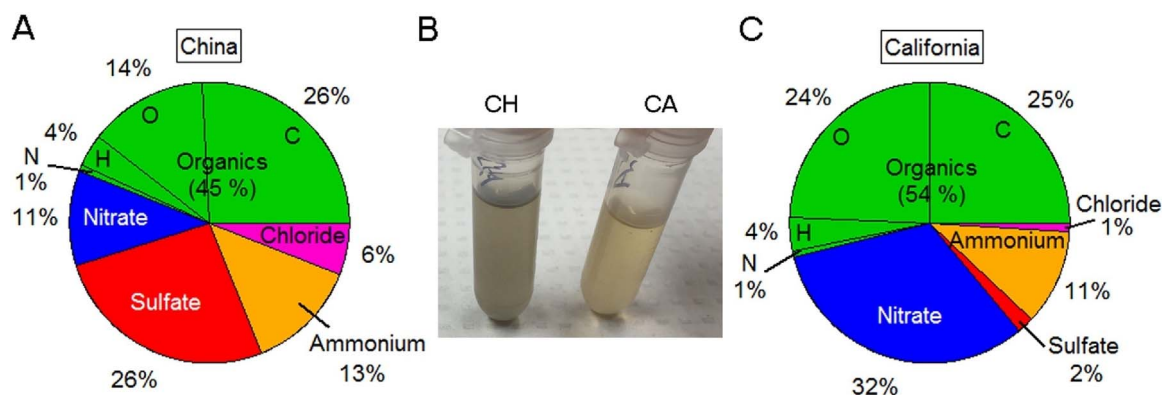 A
China
14%
26%
O
C
4%
H
Organics
(45 %)
N
1%
11%
Nitrate
Chloride
6%
Sulfate
Ammonium
13%
26%
B
CH
CA
C
California
24%
25%
O
C
Organics
(54 %)
4%
H
N
1%
Chloride
1%
Ammonium
11%
Nitrate
Sulfate
2%
32%